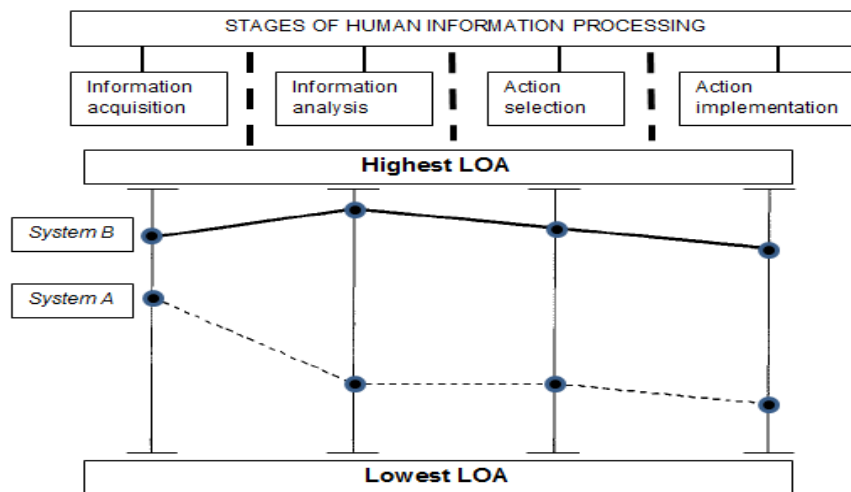 STAGES OF HUMAN INFORMATION PROCESSING
Information
acquisition
Information
analysis
Action
selection
Action
implementation
Highest LOA
System B
System A
Lowest LOA